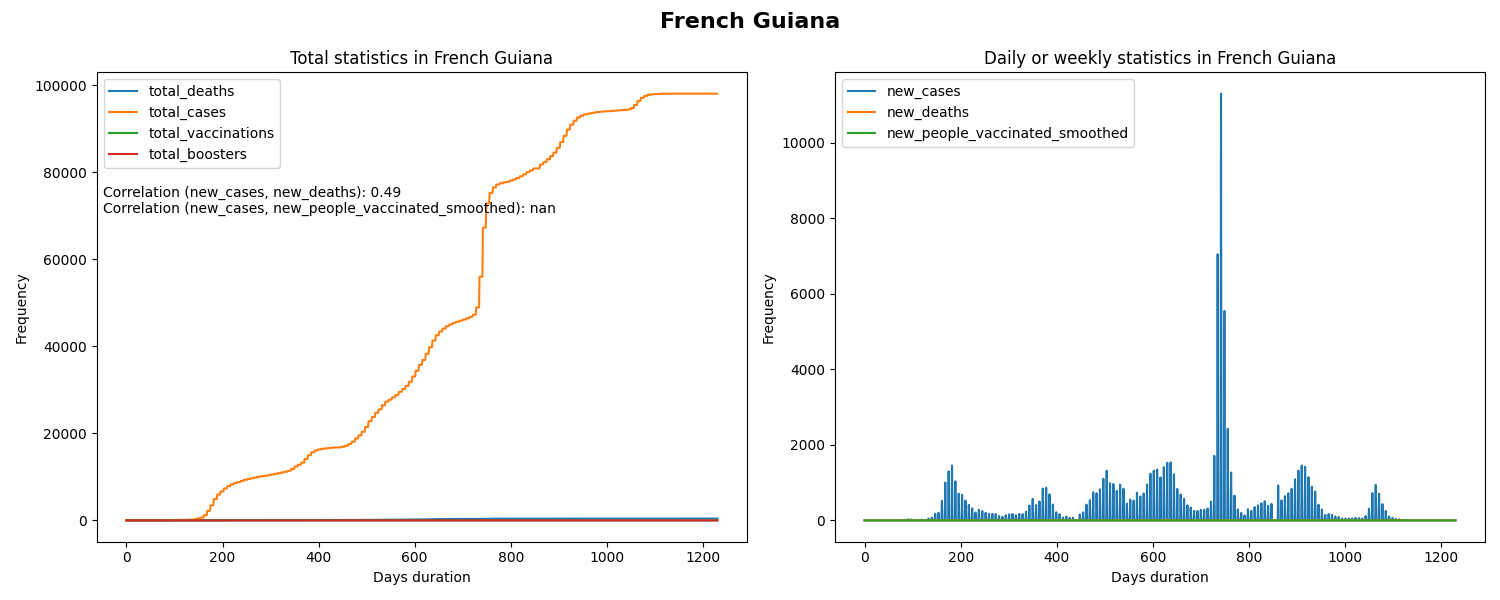 French Guiana
Total statistics in French Guiana
total_deaths
total_cases
total_vaccinations
total_boosters
Correlation (new_cases, new_deaths): 0.49
Correlation (new_cases, new_people_vaccinated_smoothed): nan
100000
80000
60000
40000
20000
0
Frequency
0 200 400 600 800 1000 1200
Days duration
Daily or weekly statistics in French Guiana
new_cases
new_deaths
new_people_vaccinated_smoothed
10000
8000
6000
4000
2000
0
Frequency
0 200 400 600 800 1000 1200
Days duration